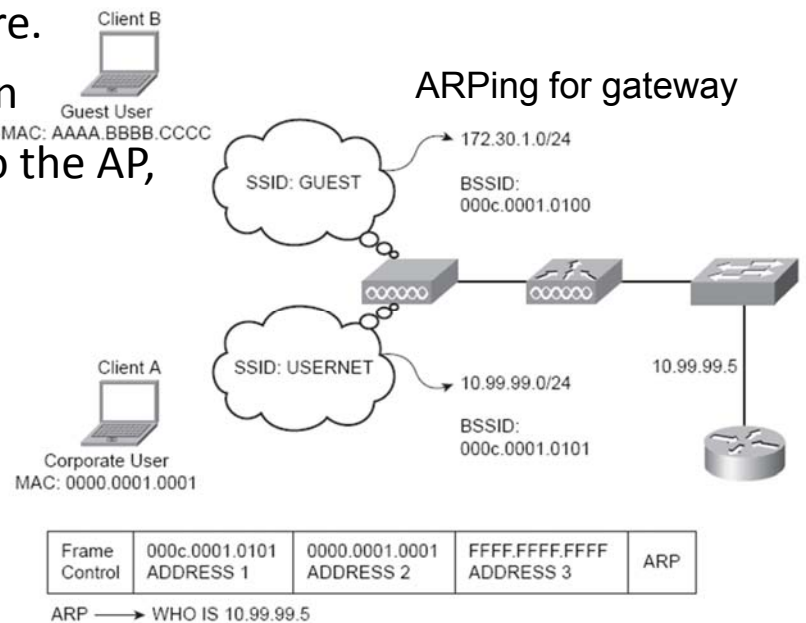 re.
Client B
n
Guest User
MAC: AAAA.BBBB.CCCC
o the AP,
ARPing for gateway
SSID: GUEST
172.30.1.0/24
BSSID:
000c.0001.0100
Client A
Corporate User
MAC: 0000.0001.0001
SSID: USERNET
10.99.99.0/24
BSSID:
000c.0001.0101
10.99.99.5
Frame Control
000c.0001.0101 ADDRESS 1
0000.0001.0001 ADDRESS 2
FFFF.FFFF.FFFF ADDRESS 3
ARP
ARP → WHO IS 10.99.99.5